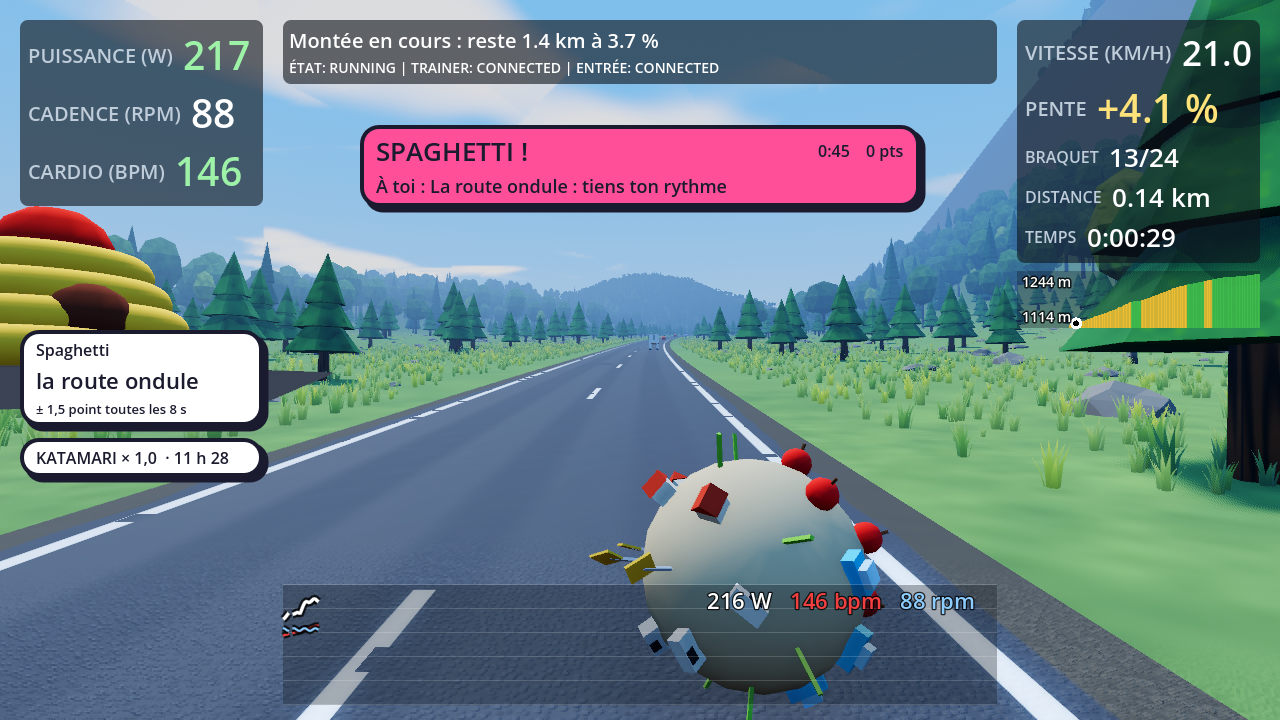 PUISSANCE (W) 217
CADENCE (RPM) 88
CARDIO (BPM) 146
Montée en cours : reste 1.4 km à 3.7 %
ÉTAT: RUNNING | TRAINER: CONNECTED | ENTRÉE: CONNECTED
SPAGHETTI ! 0:45 0 pts
À toi : La route ondule : tiens ton rythme
VITESSE (KM/H) 21.0
PENTE +4.1 %
BRAQUET 13/24
DISTANCE 0.14 km
TEMPS 0:00:29
1244 m
1114 m
Spaghetti
la route ondule
± 1,5 point toutes les 8 s
KATAMARI × 1,0 · 11 h 28
216 W 146 bpm 88 rpm